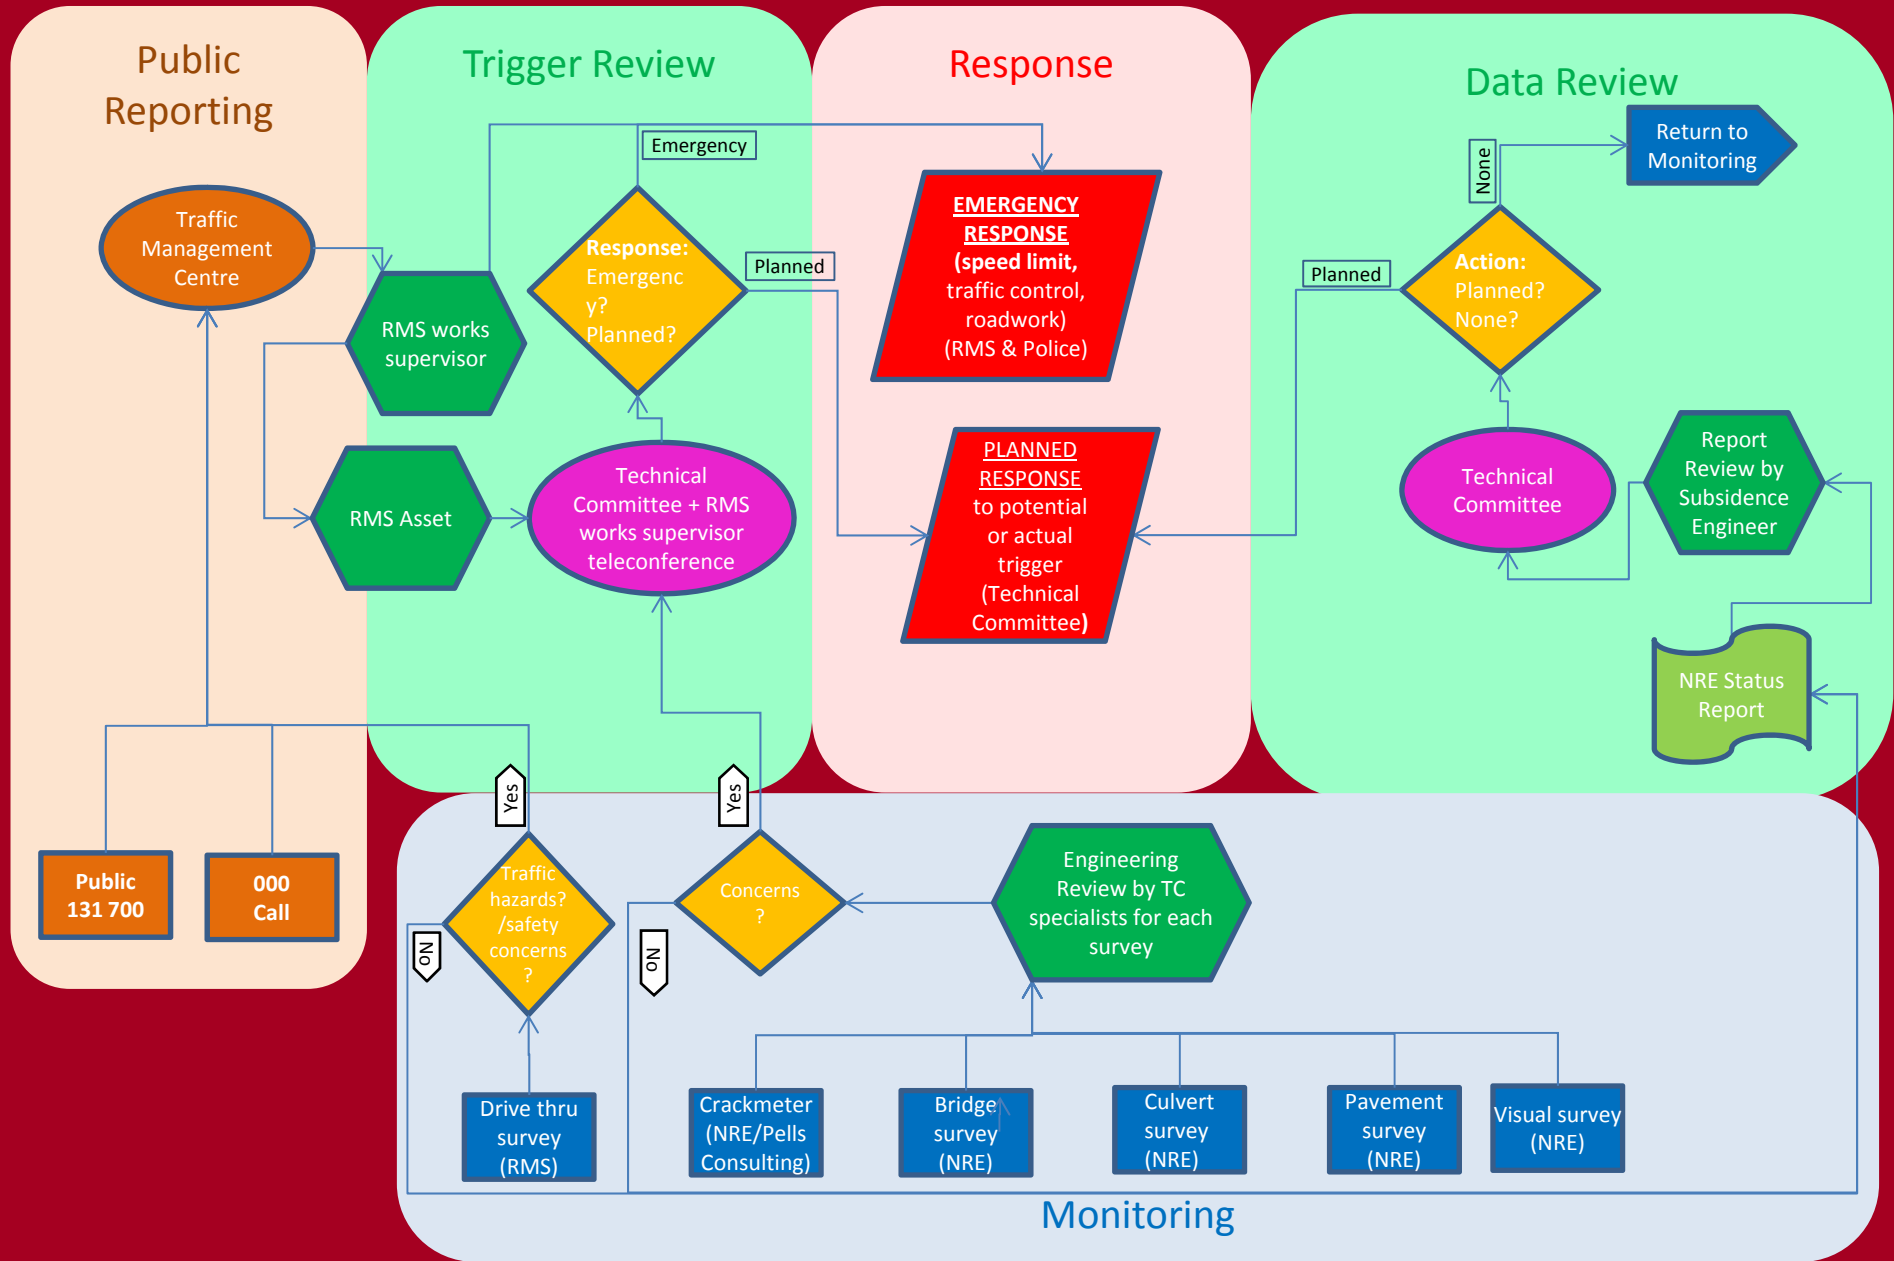 Public
Reporting
Trigger Review
Response
Data Review
Traffic
Management
Centre
RMS works
supervisor
RMS Asset
Emergency
Response:
Emergenc
y?
Planned?
Planned
Technical
Committee + RMS
works supervisor
teleconference
EMERGENCY
RESPONSE
(speed limit,
traffic control,
roadwork)
(RMS & Police)
PLANNED
RESPONSE
to potential
or actual
trigger
(Technical
Committee)
Return to
Monitoring
None
Planned
Action:
Planned?
None?
Technical
Committee
Report
Review by
Subsidence
Engineer
NRE Status
Report
Public
131 700
000
Call
Yes
Yes
Traffic
hazards?
/safety
concerns
?
No
Concerns
?
No
Engineering
Review by TC
specialists for each
survey
Drive thru
survey
(RMS)
Crackmeter
(NRE/Pells
Consulting)
Bridge
survey
(NRE)
Culvert
survey
(NRE)
Pavement
survey
(NRE)
Visual survey
(NRE)
Monitoring